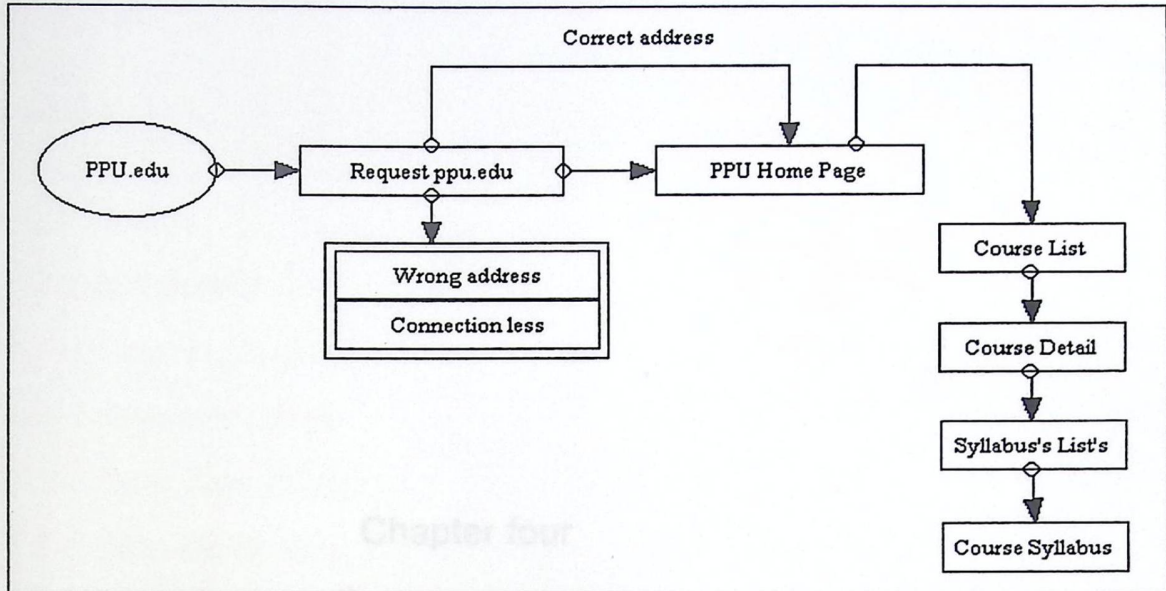 Correct address
PPU.edu
Request ppu.edu
PPU Home Page
Wrong address
Connection less
Course List
Course Detail
Syllabus's List's
Course Syllabus
Chapter four